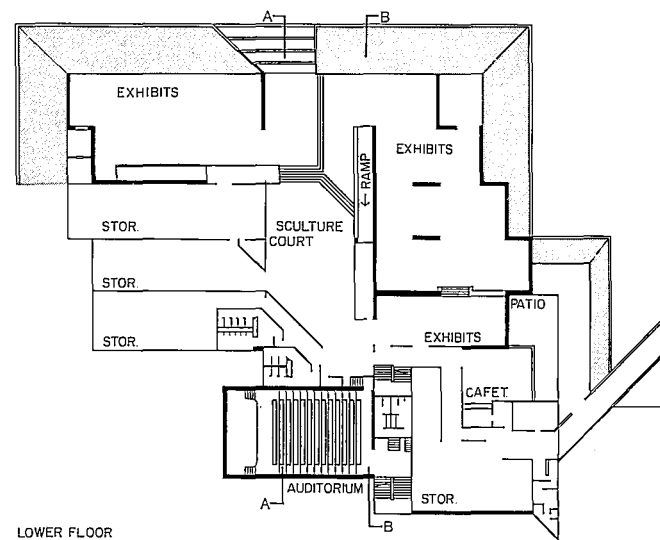 A
B
EXHIBITS
EXHIBITS
← RAMP
STOR.
SCULTURE
COURT
STOR.
PATIO
STOR.
EXHIBITS
CAFET.
AUDITORIUM
STOR.
A
B
LOWER FLOOR